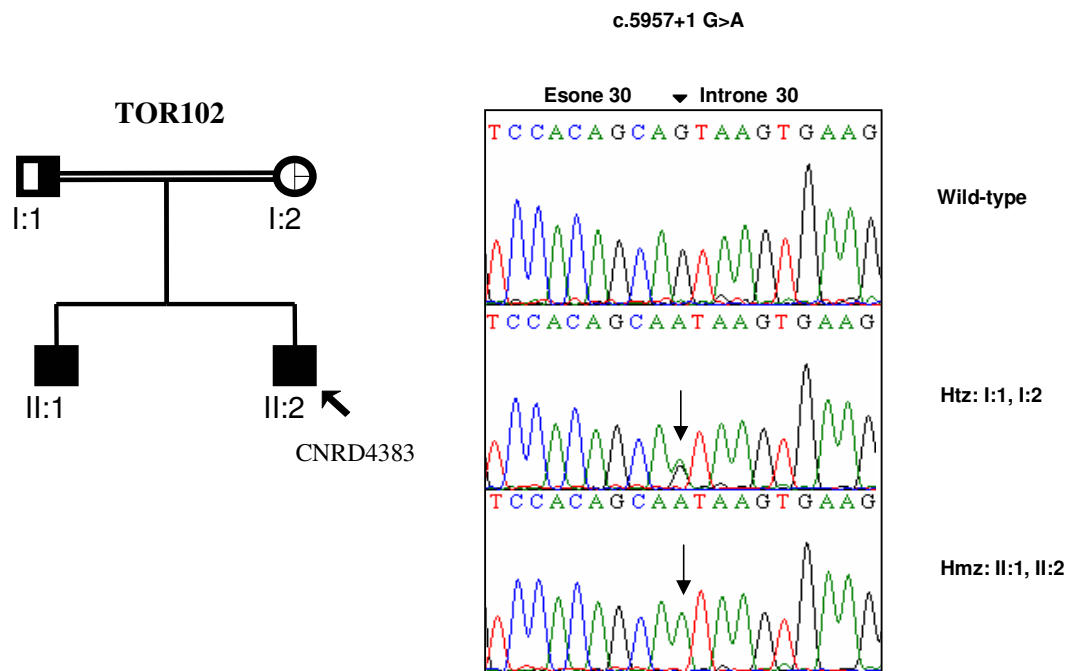 c.5957+1 G>A
TOR102
I:1
I:2
II:1
II:2
CNRD4383
Esone 30
Introne 30
TCCACAGCAGTAAGTGAAG
Wild-type
TCCACAGCAATAAGTGAAG
Htz: I:1, I:2
TCCACAGCAATAAGTGAAG
Hmz: II:1, II:2